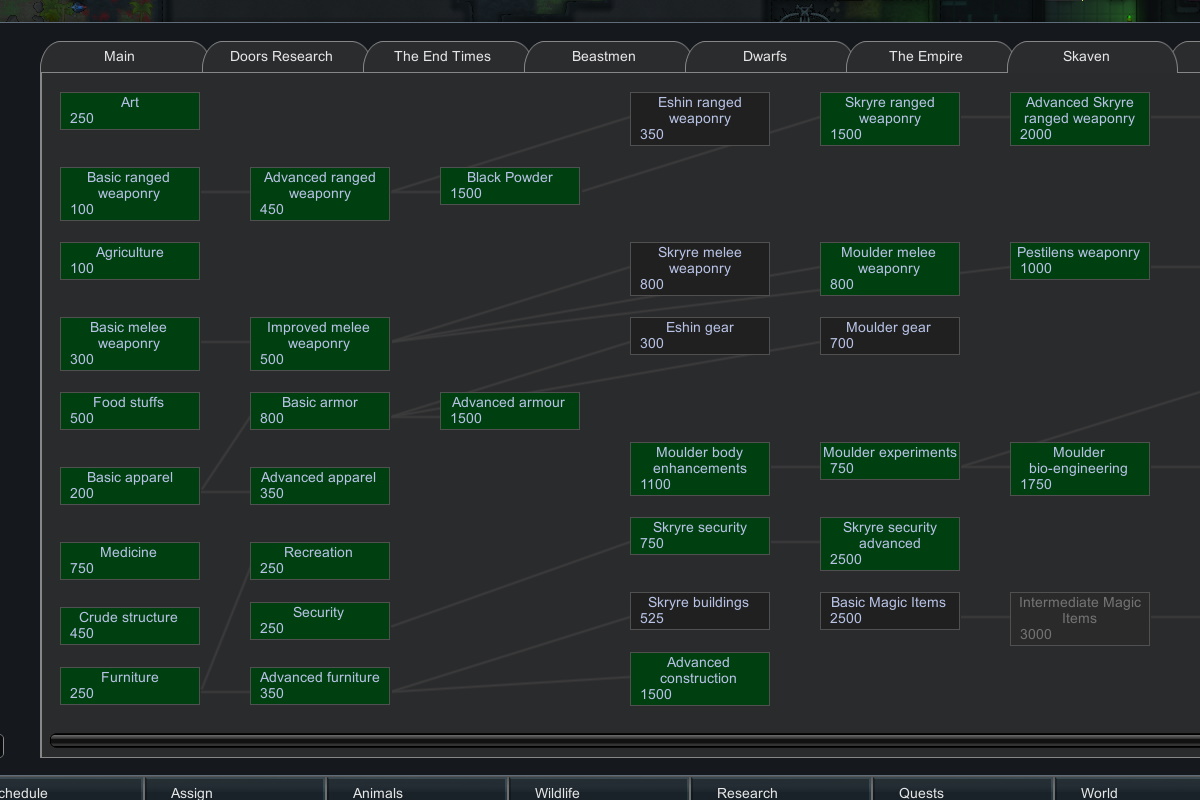 Main
Doors Research
The End Times
Beastmen
Dwarfs
The Empire
Skaven
Art
250
Eshin ranged
weaponry
350
Skryre ranged
weaponry
1500
Advanced Skryre
ranged weaponry
2000
Basic ranged
weaponry
100
Advanced ranged
weaponry
450
Black Powder
1500
Agriculture
100
Skryre melee
weaponry
800
Moulder melee
weaponry
800
Pestilens weaponry
1000
Basic melee
weaponry
300
Improved melee
weaponry
500
Eshin gear
300
Moulder gear
700
Food stuffs
500
Basic armor
800
Advanced armour
1500
Moulder body
enhancements
1100
Moulder experiments
750
Moulder
bio-engineering
1750
Basic apparel
200
Advanced apparel
350
Skryre security
750
Skryre security
advanced
2500
Medicine
750
Recreation
250
Crude structure
450
Security
250
Skryre buildings
525
Basic Magic Items
2500
Intermediate Magic
Items
3000
Furniture
250
Advanced furniture
350
Advanced
construction
1500
chedule
Assign
Animals
Wildlife
Research
Quests
World